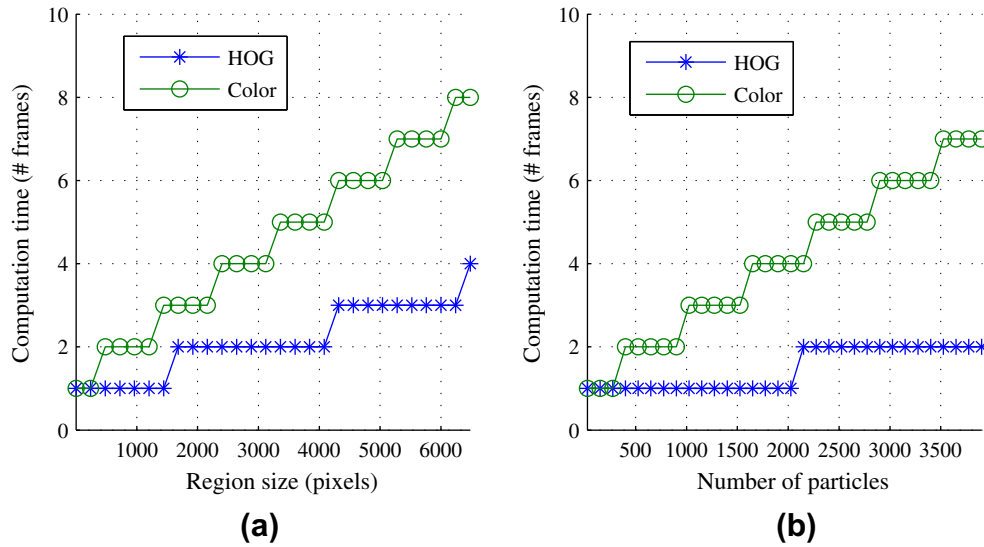 10
8
6
4
2
0
Computation time (# frames)
HOG
Color
1000 2000 3000 4000 5000 6000
Region size (pixels)
(a)
10
8
6
4
2
0
Computation time (# frames)
HOG
Color
500 1000 1500 2000 2500 3000 3500
Number of particles
(b)